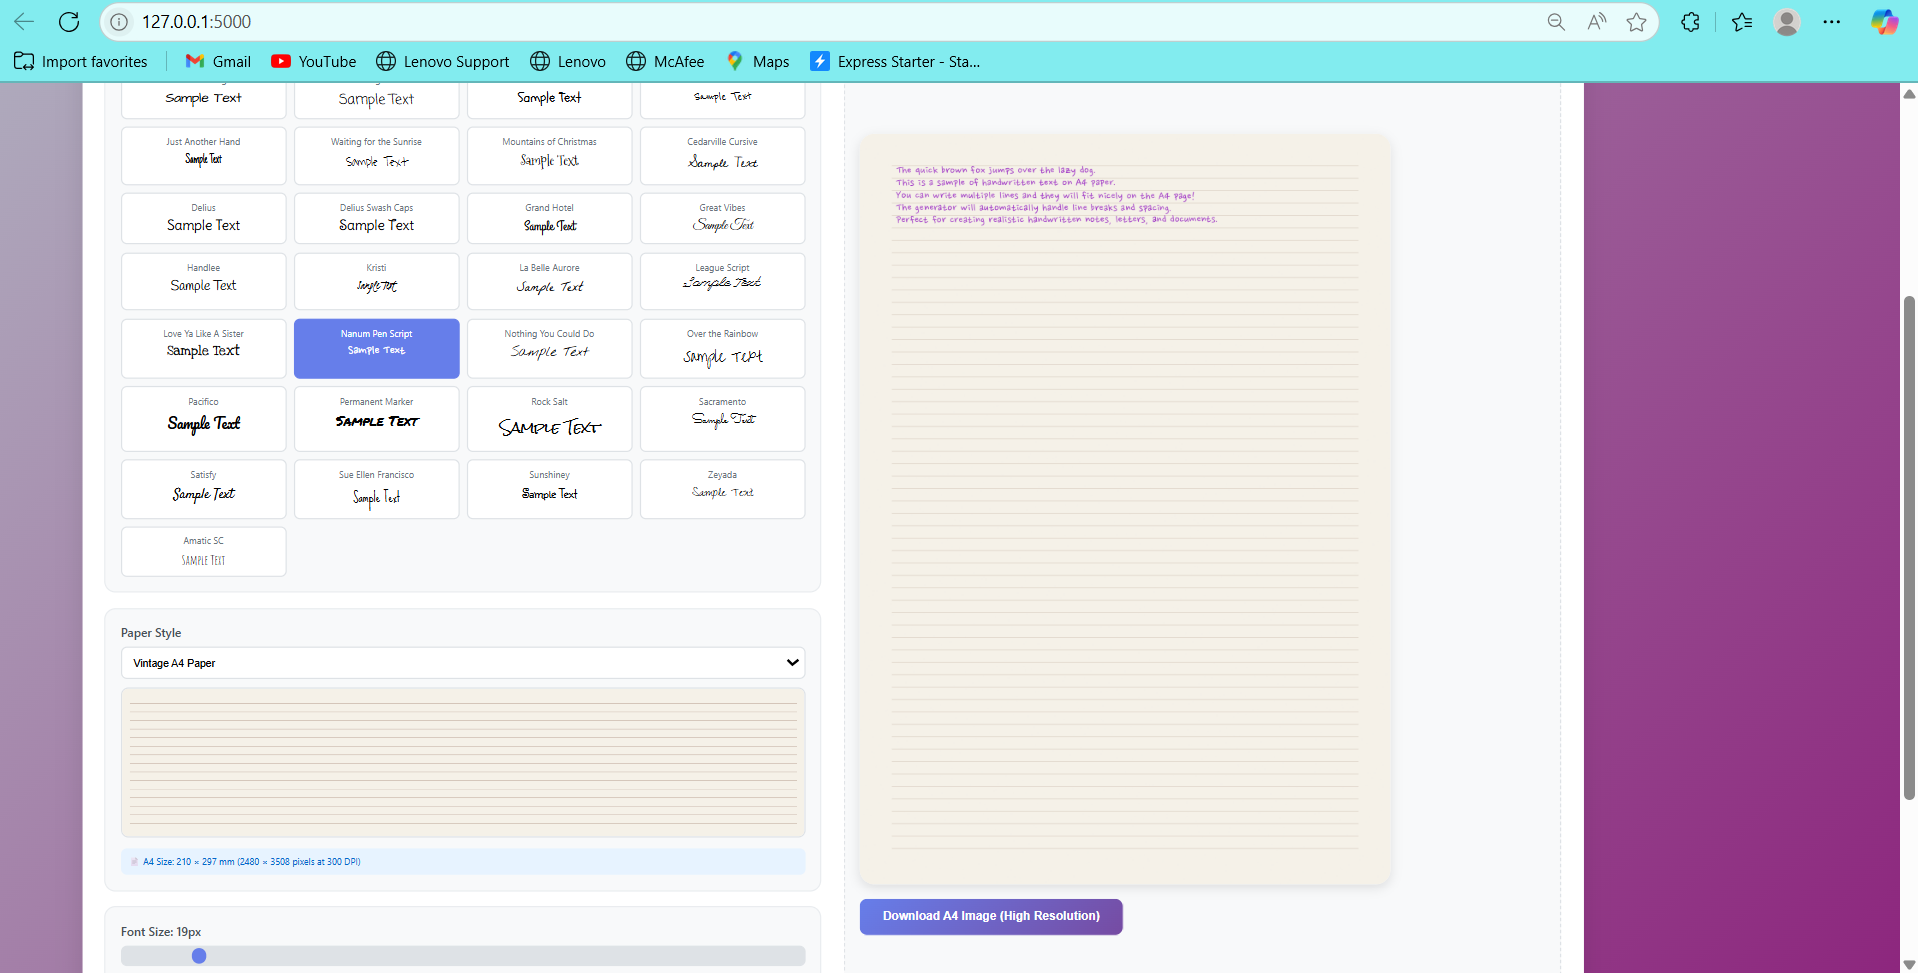 127.0.0.1:5000
Import favorites
Gmail
YouTube
Lenovo Support
Lenovo
McAfee
Maps
Express Starter - Sta...
Sample Text
Sample Text
Sample Text
Sample Text
Just Another Hand
Sample Text
Waiting for the Sunrise
Sample Text
Mountains of Christmas
Sample Text
Cedarville Cursive
Sample Text
Delius
Sample Text
Delius Swash Caps
Sample Text
Grand Hotel
Sample Text
Great Vibes
Sample Text
Handlee
Sample Text
Kristi
Sample Text
La Belle Aurore
Sample Text
League Script
Sample Text
Love Ya Like A Sister
Sample Text
Nanum Pen Script
Sample Text
Nothing You Could Do
Sample Text
Over the Rainbow
Sample Text
Pacifico
Sample Text
Permanent Marker
Sample Text
Rock Salt
Sample Text
Sacramento
Sample Text
Satisfy
Sample Text
Sue Ellen Francisco
Sample Text
Sunshiney
Sample Text
Zeyada
Sample Text
Amatic SC
Sample Text
Paper Style
Vintage A4 Paper
A4 Size: 210 × 297 mm (2480 × 3508 pixels at 300 DPI)
Font Size: 19px
The quick brown fox jumps over the lazy dog.
This is a sample of handwritten text on A4 paper.
You can write multiple lines and they will fit nicely on the A4 page!
The generator will automatically handle line breaks and spacing.
Perfect for creating realistic handwritten notes, letters, and documents.
Download A4 Image (High Resolution)